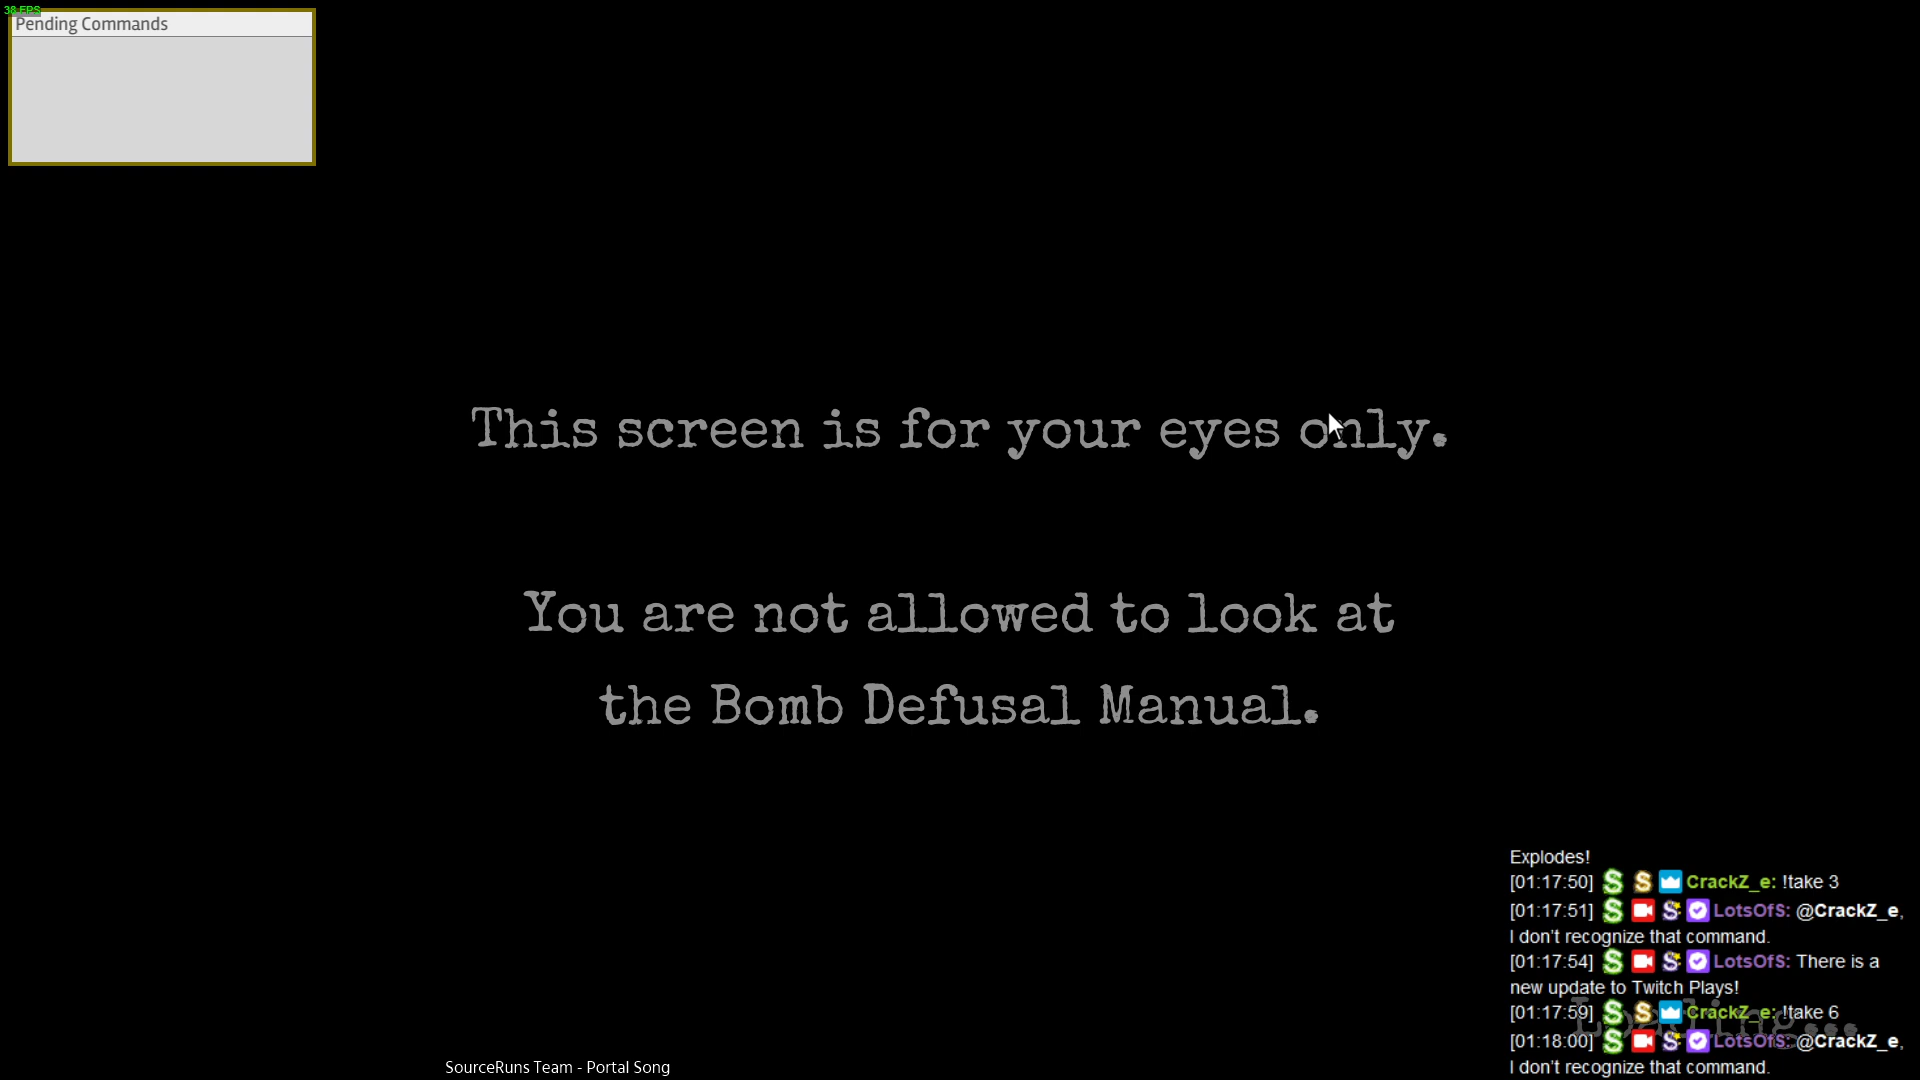 38 FPS
Pending Commands
This screen is for your eyes only.
You are not allowed to look at
the Bomb Defusal Manual.
Explodes!
[01:17:50] CrackZ_e: !take 3
[01:17:51] LotsOfS: @CrackZ_e,
I don't recognize that command.
[01:17:54] LotsOfS: There is a
new update to Twitch Plays!
[01:17:59] CrackZ_e: !take 6
Loading...
[01:18:00] LotsOfS: @CrackZ_e,
I don't recognize that command.
SourceRuns Team - Portal Song